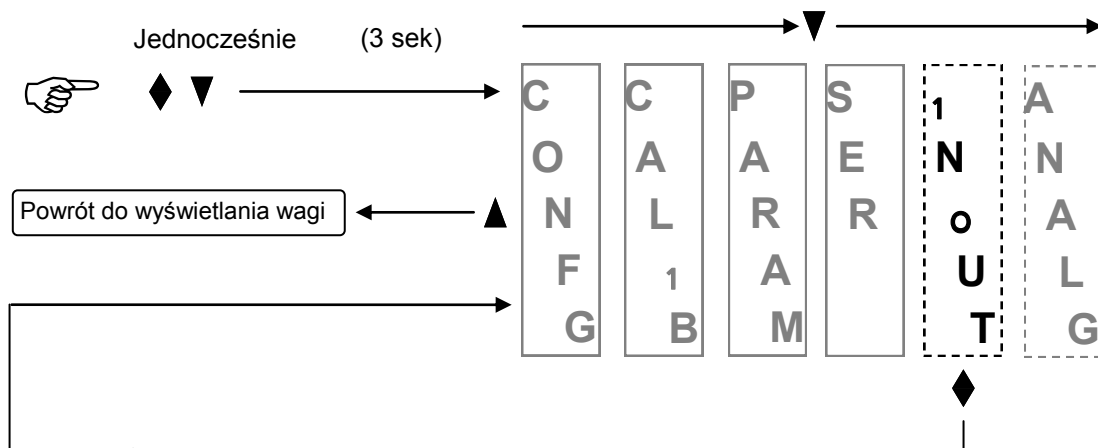 Jednocześnie (3 sek)
CONFG
CAL1B
PARAM
SER
1NoUT
ANALG
Powrót do wyświetlania wagi